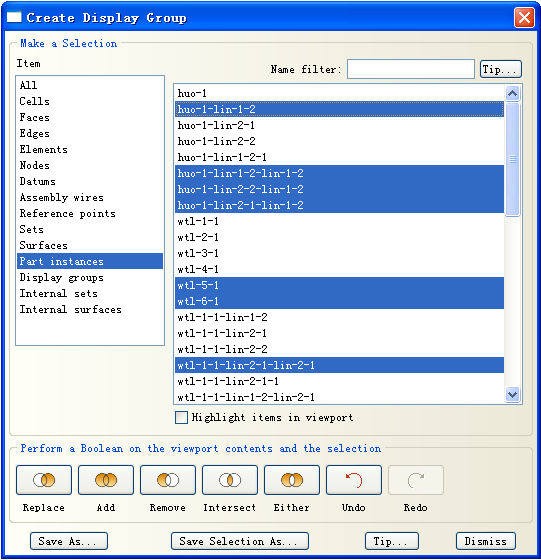 Create Display Group
Make a Selection
Item
Name filter:
Tip...
All
Cells
Faces
Edges
Elements
Nodes
Datums
Assembly wires
Reference points
Sets
Surfaces
Part instances
Display groups
Internal sets
Internal surfaces
huo-1
huo-1-lin-1-2
huo-1-lin-2-1
huo-1-lin-2-2
huo-1-lin-1-2-1
huo-1-lin-1-2-lin-1-2
huo-1-lin-2-2-lin-1-2
huo-1-lin-2-1-lin-1-2
wtl-1-1
wtl-2-1
wtl-3-1
wtl-4-1
wtl-5-1
wtl-6-1
wtl-1-1-lin-1-2
wtl-1-1-lin-2-1
wtl-1-1-lin-2-2
wtl-1-1-lin-2-1-lin-2-1
wtl-1-1-lin-2-1-1
wtl-1-1-lin-1-2-lin-2-1
Highlight items in viewport
Perform a Boolean on the viewport contents and the selection
Replace
Add
Remove
Intersect
Either
Undo
Redo
Save As...
Save Selection As...
Tip...
Dismiss